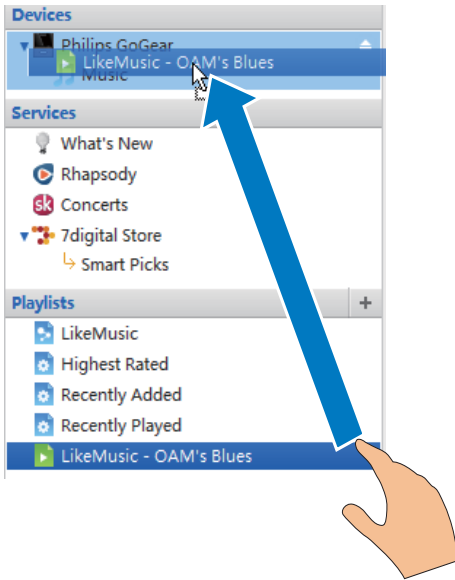 Devices
Philips GoGear
LikeMusic - OAM's Blues
Music
Services
What's New
Rhapsody
sk Concerts
7digital Store
Smart Picks
Playlists +
LikeMusic
Highest Rated
Recently Added
Recently Played
LikeMusic - OAM's Blues